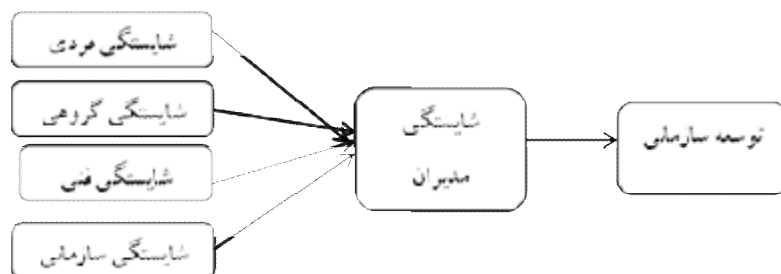 شایستگی فردی
شایستگی گروهی
شایستگی فنی
شایستگی سازمانی
شایستگی
مدیران
توسعه سازمانی